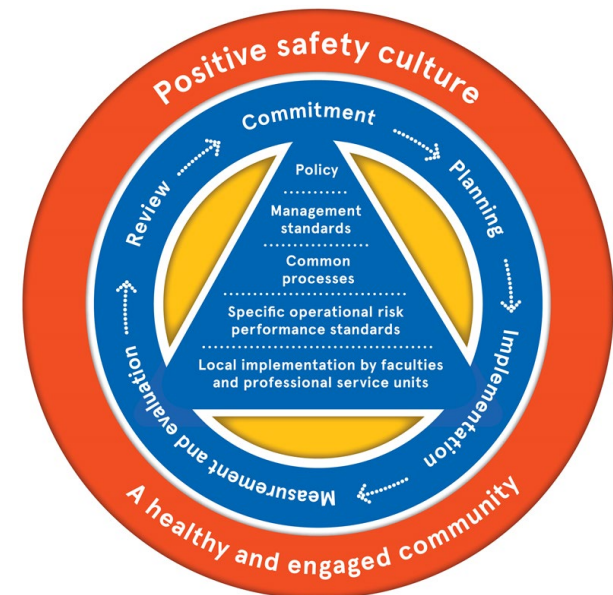 Positive safety culture
Commitment
Planning
Implementation
Measurement and evaluation
Review
Policy
Management
standards
Common
processes
Specific operational risk
performance standards
Local implementation by faculties
and professional service units
A healthy and engaged community